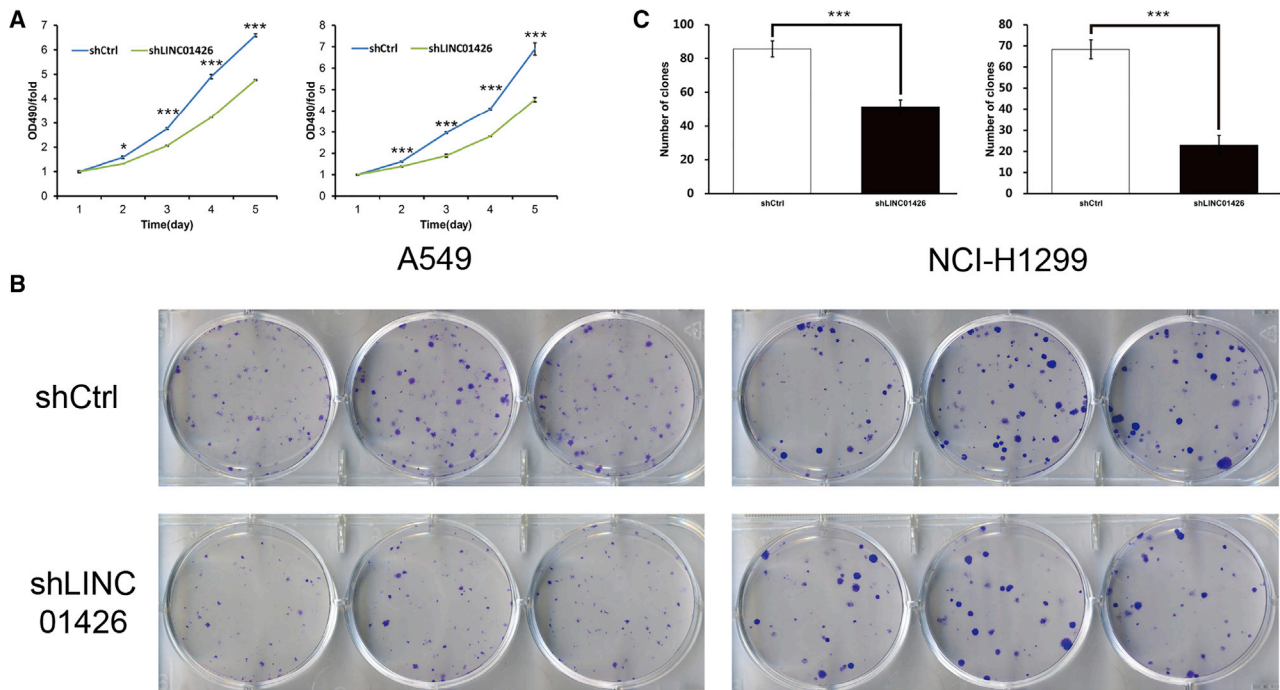 A
7
6
5
4
3
2
1
0
OD490/fold
shCtrl
shLINC01426
*
***
***
***
1 2 3 4 5
Time(day)
8
7
6
5
4
3
2
1
0
OD490/fold
shCtrl
shLINC01426
***
***
***
***
1 2 3 4 5
Time(day)
C
100
80
60
40
20
0
Number of clones
***
shCtrl shLINC01426
80
70
60
50
40
30
20
10
0
Number of clones
***
shCtrl shLINC01426
A549 NCI-H1299
B
shCtrl
shLINC
01426